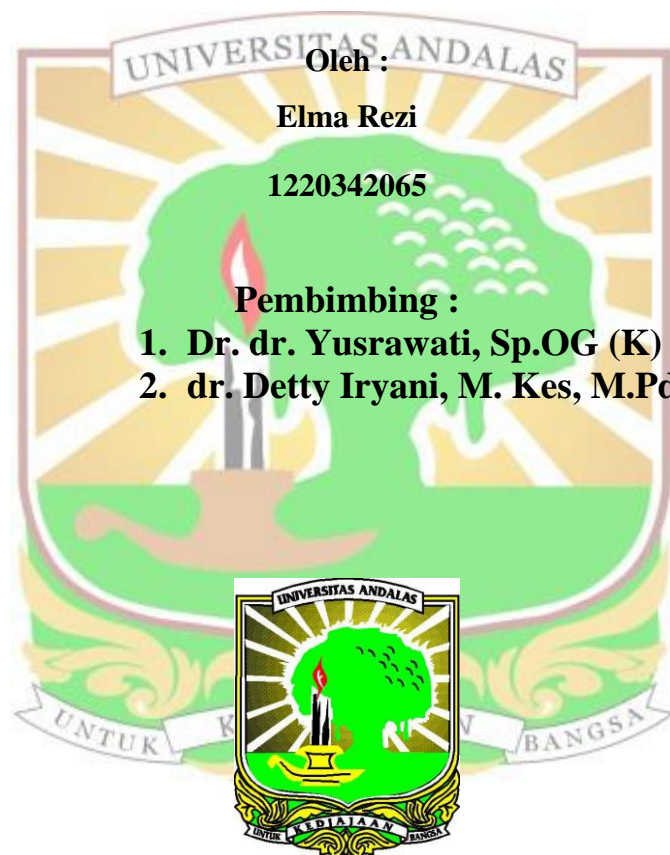 UNIVERSITAS ANDALAS
Oleh :
Elma Rezi
1220342065
Pembimbing :
1. Dr. dr. Yusrawati, Sp.OG (K)
2. dr. Detty Iryani, M. Kes, M.Pd
UNIVERSITAS ANDALAS
UNTUK BANGSA
UNTUK KEDJAJAAN BANGSA